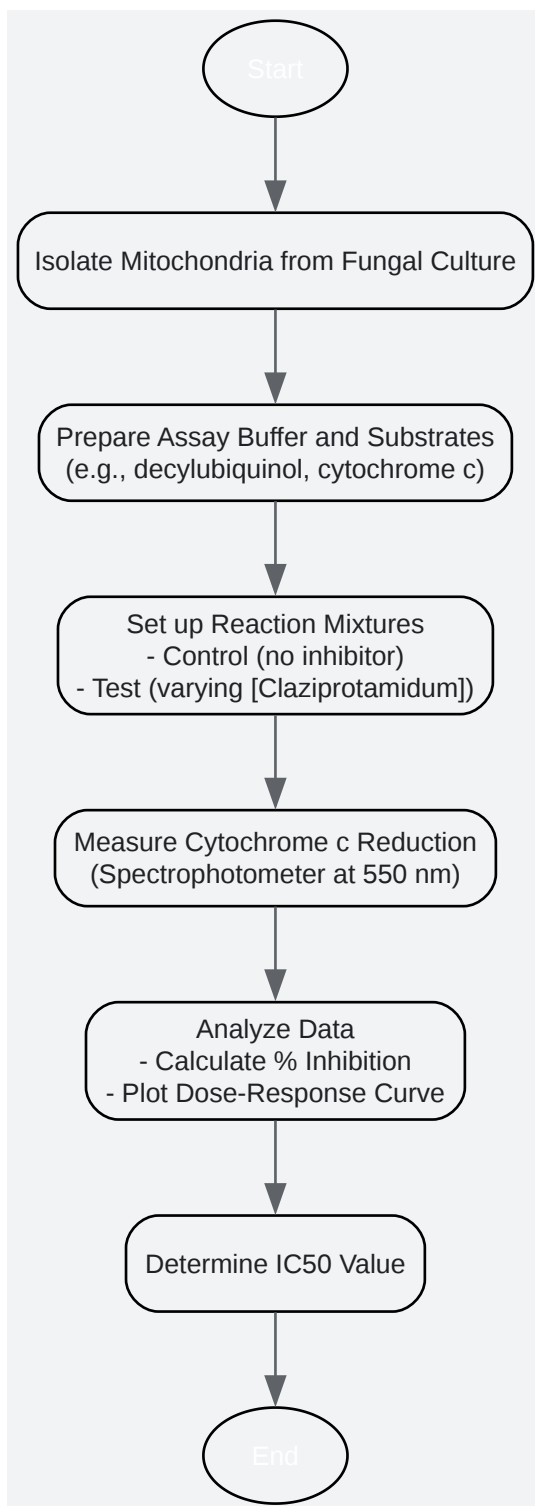 Start
Isolate Mitochondria from Fungal Culture
Prepare Assay Buffer and Substrates
(e.g., decylubiquinol, cytochrome c)
Set up Reaction Mixtures
- Control (no inhibitor)
- Test (varying [Claziprotamidum])
Measure Cytochrome c Reduction
(Spectrophotometer at 550 nm)
Analyze Data
- Calculate % Inhibition
- Plot Dose-Response Curve
Determine IC50 Value
End